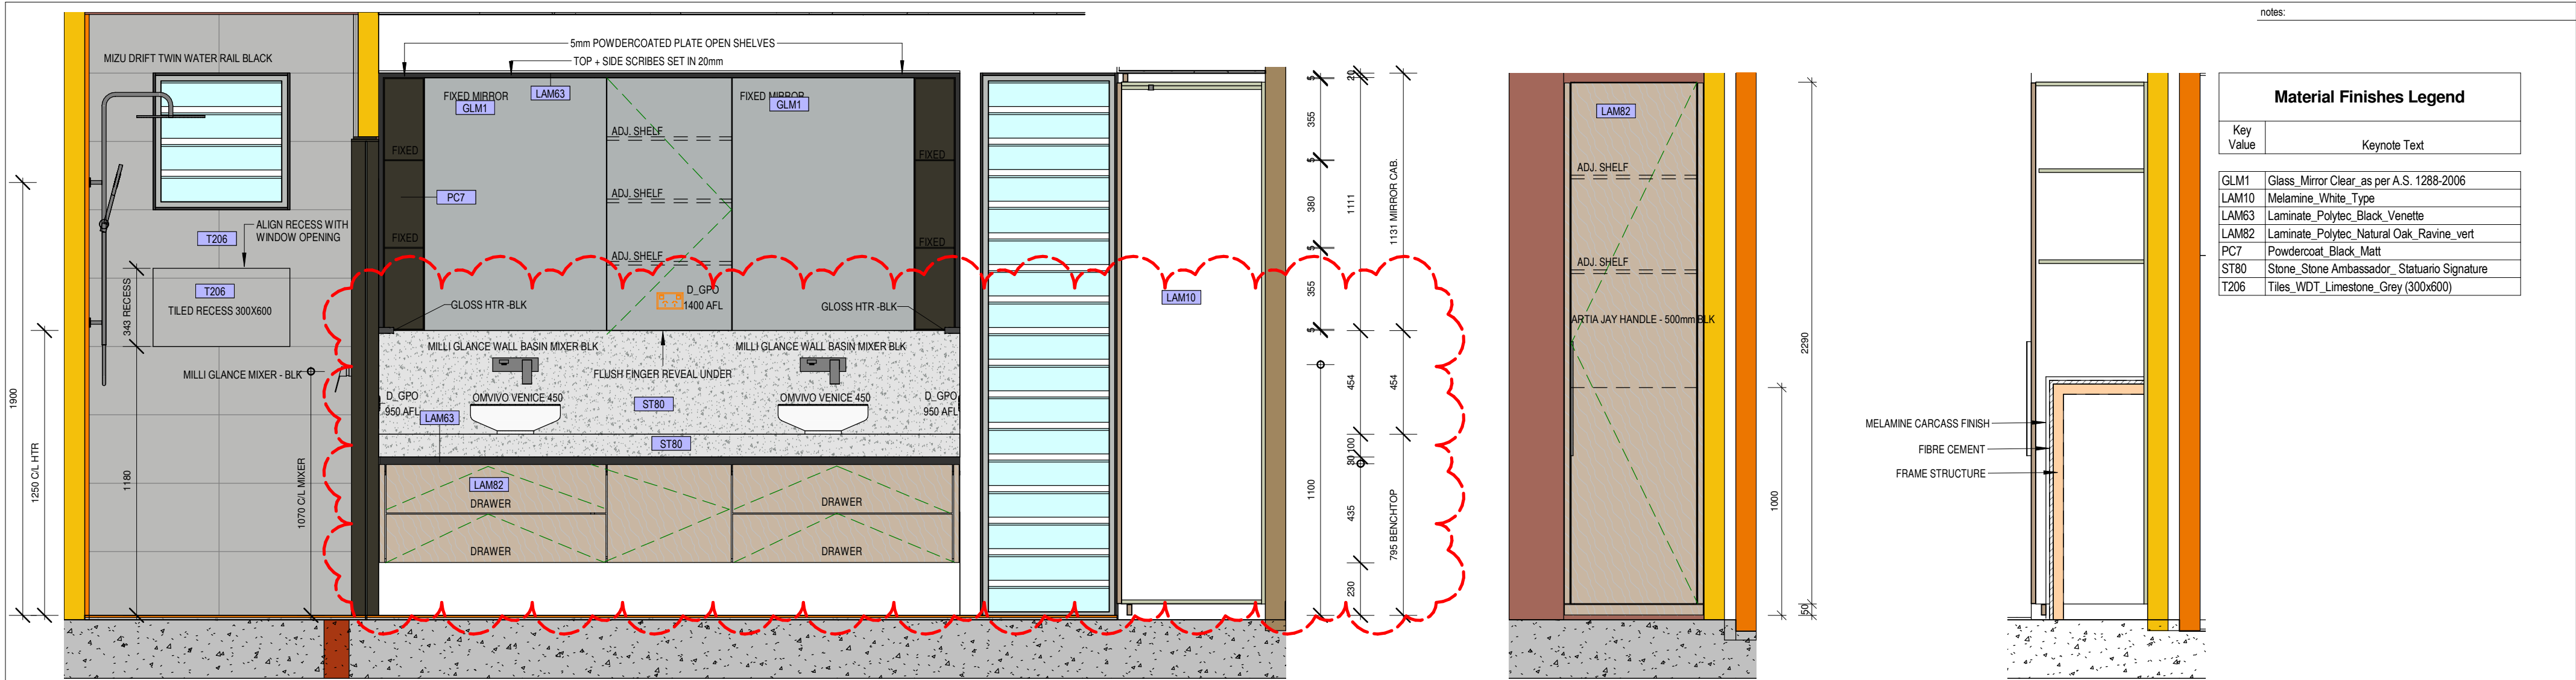 notes:
MIZU DRIFT TWIN WATER RAIL BLACK
5mm POWDERCOATED PLATE OPEN SHELVES
TOP + SIDE SCRIBES SET IN 20mm
FIXED MIRROR
GLM1
LAM63
FIXED MIRROR
GLM1
ADJ. SHELF
FIXED
FIXED
PC7
ADJ. SHELF
T206
ALIGN RECESS WITH
WINDOW OPENING
FIXED
FIXED
ADJ. SHELF
T206
TILED RECESS 300X600
343 RECESS
GLOSS HTR -BLK
D_GPO
1400 AFL
GLOSS HTR -BLK
LAM10
MILLI GLANCE WALL BASIN MIXER BLK
MILLI GLANCE WALL BASIN MIXER BLK
MILLI GLANCE MIXER - BLK
FLUSH FINGER REVEAL UNDER
D_GPO
950 AFL
OMVIVO VENICE 450
ST80
OMVIVO VENICE 450
D_GPO
950 AFL
LAM63
ST80
LAM82
DRAWER
DRAWER
DRAWER
DRAWER
1900
1250 C/L HTR
1180
1070 C/L MIXER
5
355
5
380
5
355
5
1100
20
1111
454
100
30
435
230
1131 MIRROR CAB.
454
795 BENCHTOP
LAM82
ADJ. SHELF
ADJ. SHELF
ARTIA JAY HANDLE - 500mm BLK
1000
2290
50
MELAMINE CARCASS FINISH
FIBRE CEMENT
FRAME STRUCTURE
Material Finishes Legend
Key
Value
Keynote Text
GLM1 Glass_Mirror Clear_as per A.S. 1288-2006
LAM10 Melamine_White_Type
LAM63 Laminate_Polytec_Black_Venette
LAM82 Laminate_Polytec_Natural Oak_Ravine_vert
PC7 Powdercoat_Black_Matt
ST80 Stone_Stone Ambassador_ Statuario Signature
T206 Tiles_WDT_Limestone_Grey (300x600)